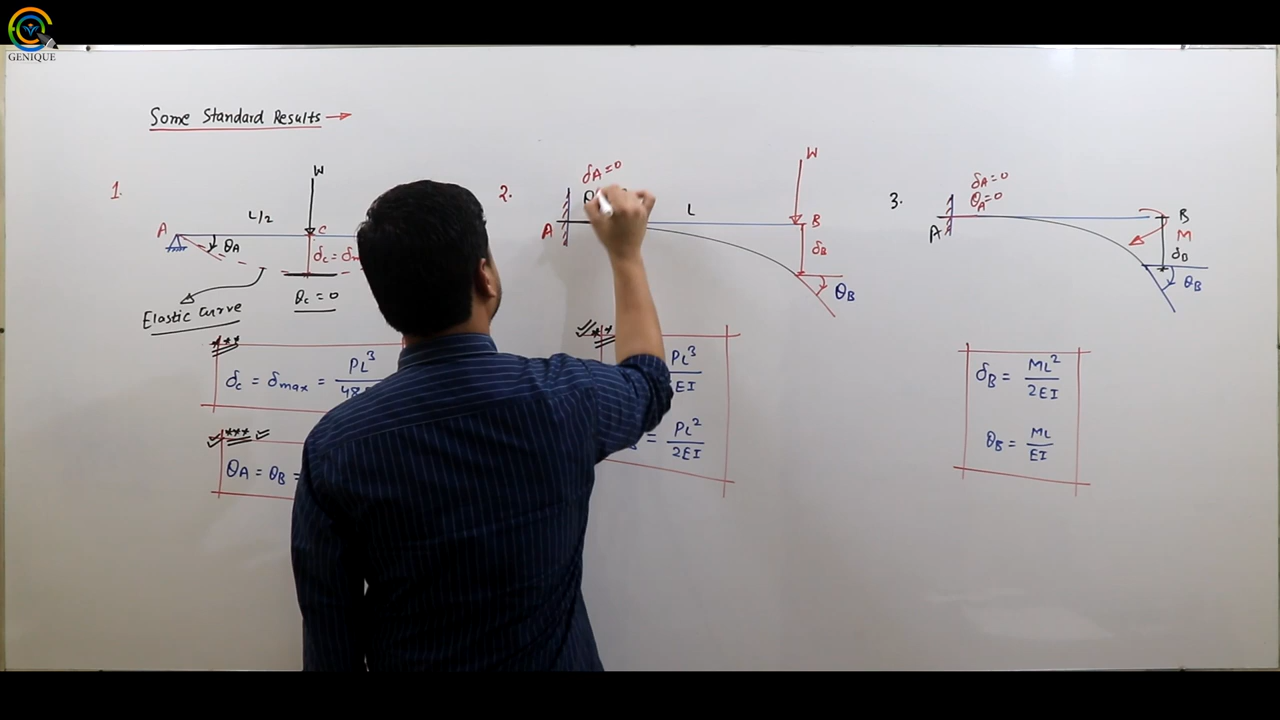 GENIQUE
Some Standard Results →
1.
W
L/2
A
θA
C
δc = δm
θc = 0
Elastic Curve
***
δc = δmax = PL³
***
θA = θB =
2.
δA = 0
W
L
A
B
δB
θB
**
PL³
EI
= PL²/2EI
3.
δA = 0
θA = 0
A
B
M
δB
θB
δB = ML²/2EI
θB = ML/EI